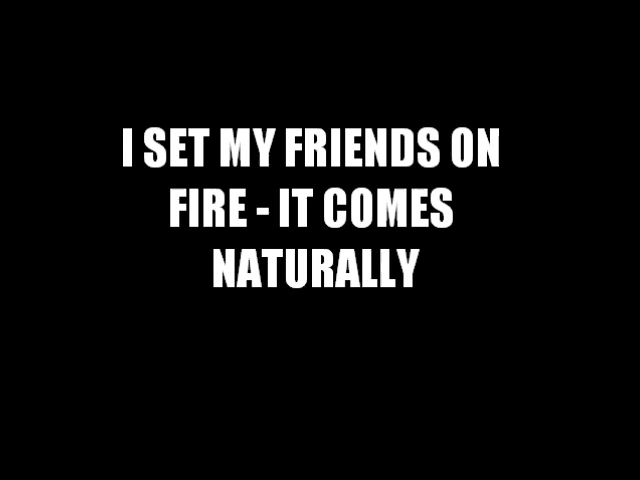 I SET MY FRIENDS ON
FIRE - IT COMES
NATURALLY